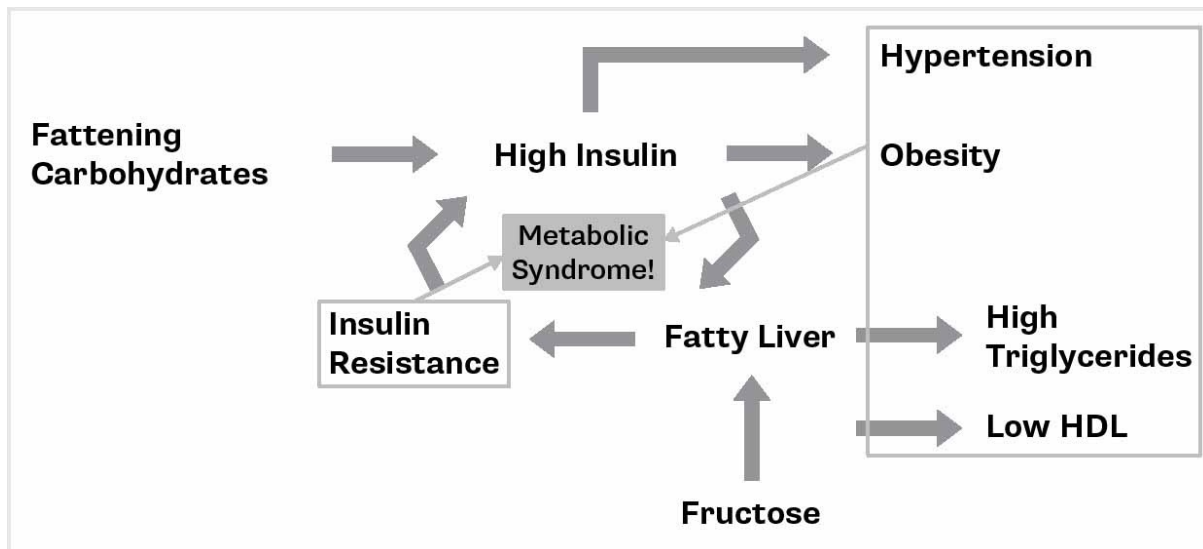 Hypertension
Fattening
Carbohydrates
High Insulin
Obesity
Metabolic
Syndrome!
Insulin
Resistance
Fatty Liver
High
Triglycerides
Low HDL
Fructose